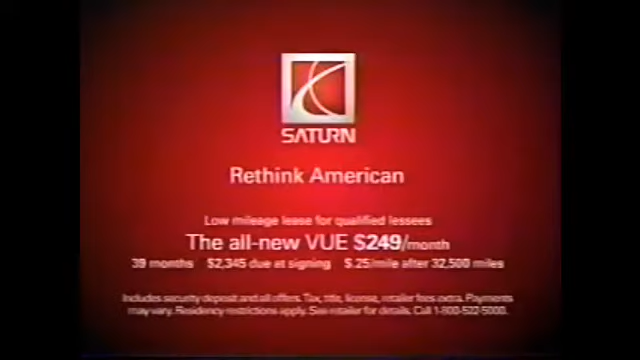 SATURN
Rethink American
Low mileage lease for qualified lessees
The all-new VUE $249/month
39 months $2,345 due at signing $.25/mile after 32,500 miles
Includes security deposit and all offers. Tax, title, license, retailer fees extra. Payments
may vary. Residency restrictions apply. See retailer for details. Call 1-800-522-5000.